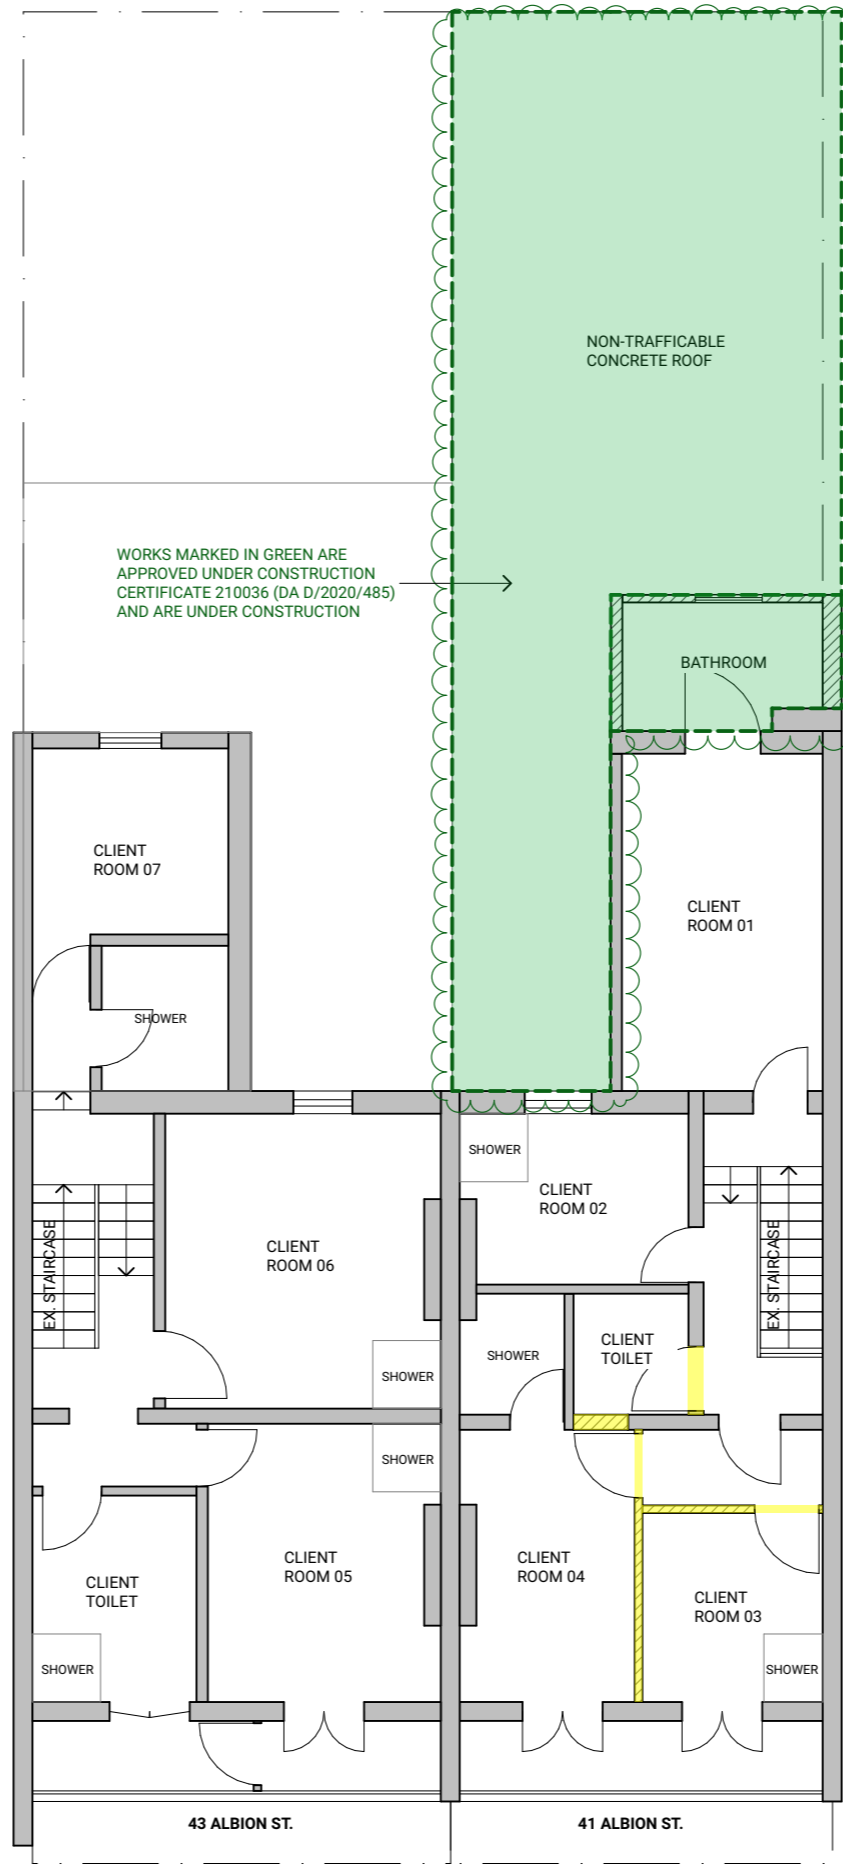 NON-TRAFFICABLE
CONCRETE ROOF
WORKS MARKED IN GREEN ARE
APPROVED UNDER CONSTRUCTION
CERTIFICATE 210036 (DA D/2020/485)
AND ARE UNDER CONSTRUCTION
BATHROOM
CLIENT
ROOM 07
CLIENT
ROOM 01
SHOWER
SHOWER
CLIENT
ROOM 02
EX. STAIRCASE
CLIENT
ROOM 06
EX. STAIRCASE
SHOWER
CLIENT
TOILET
SHOWER
SHOWER
CLIENT
ROOM 05
CLIENT
ROOM 04
CLIENT
TOILET
CLIENT
ROOM 03
SHOWER
SHOWER
43 ALBION ST.
41 ALBION ST.